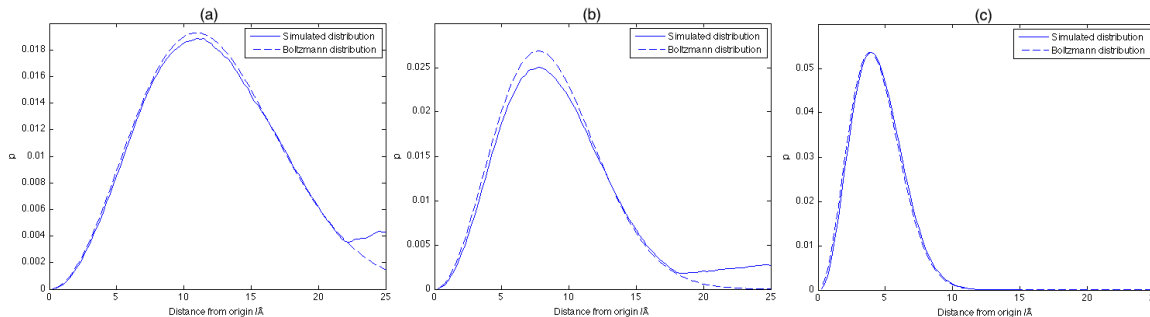 (a)
Simulated distribution
Boltzmann distribution
0.018
0.016
0.014
0.012
0.01
0.008
0.006
0.004
0.002
0
p
0 5 10 15 20 25
Distance from origin /Å
(b)
Simulated distribution
Boltzmann distribution
0.025
0.02
0.015
0.01
0.005
0
p
0 5 10 15 20 25
Distance from origin /Å
(c)
Simulated distribution
Boltzmann distribution
0.05
0.04
0.03
0.02
0.01
0
p
0 5 10 15 20 25
Distance from origin /Å